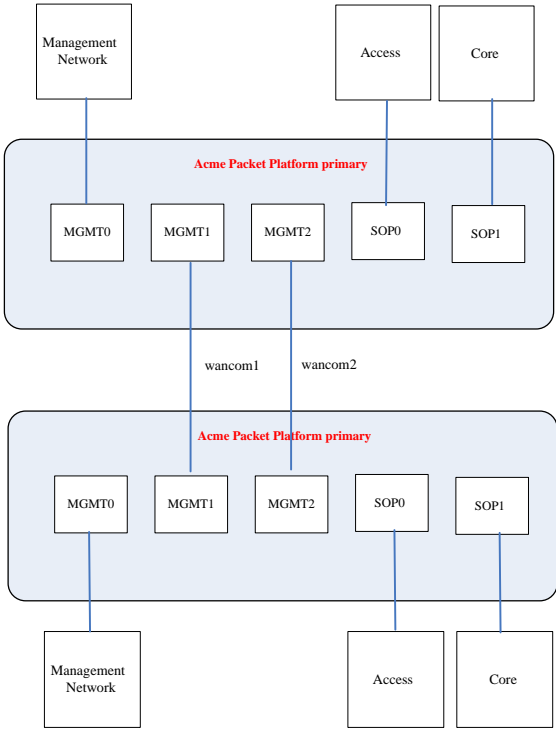 Management
Network
Access
Core
Acme Packet Platform primary
MGMT0
MGMT1
MGMT2
SOP0
SOP1
wancom1
wancom2
Acme Packet Platform primary
MGMT0
MGMT1
MGMT2
SOP0
SOP1
Management
Network
Access
Core